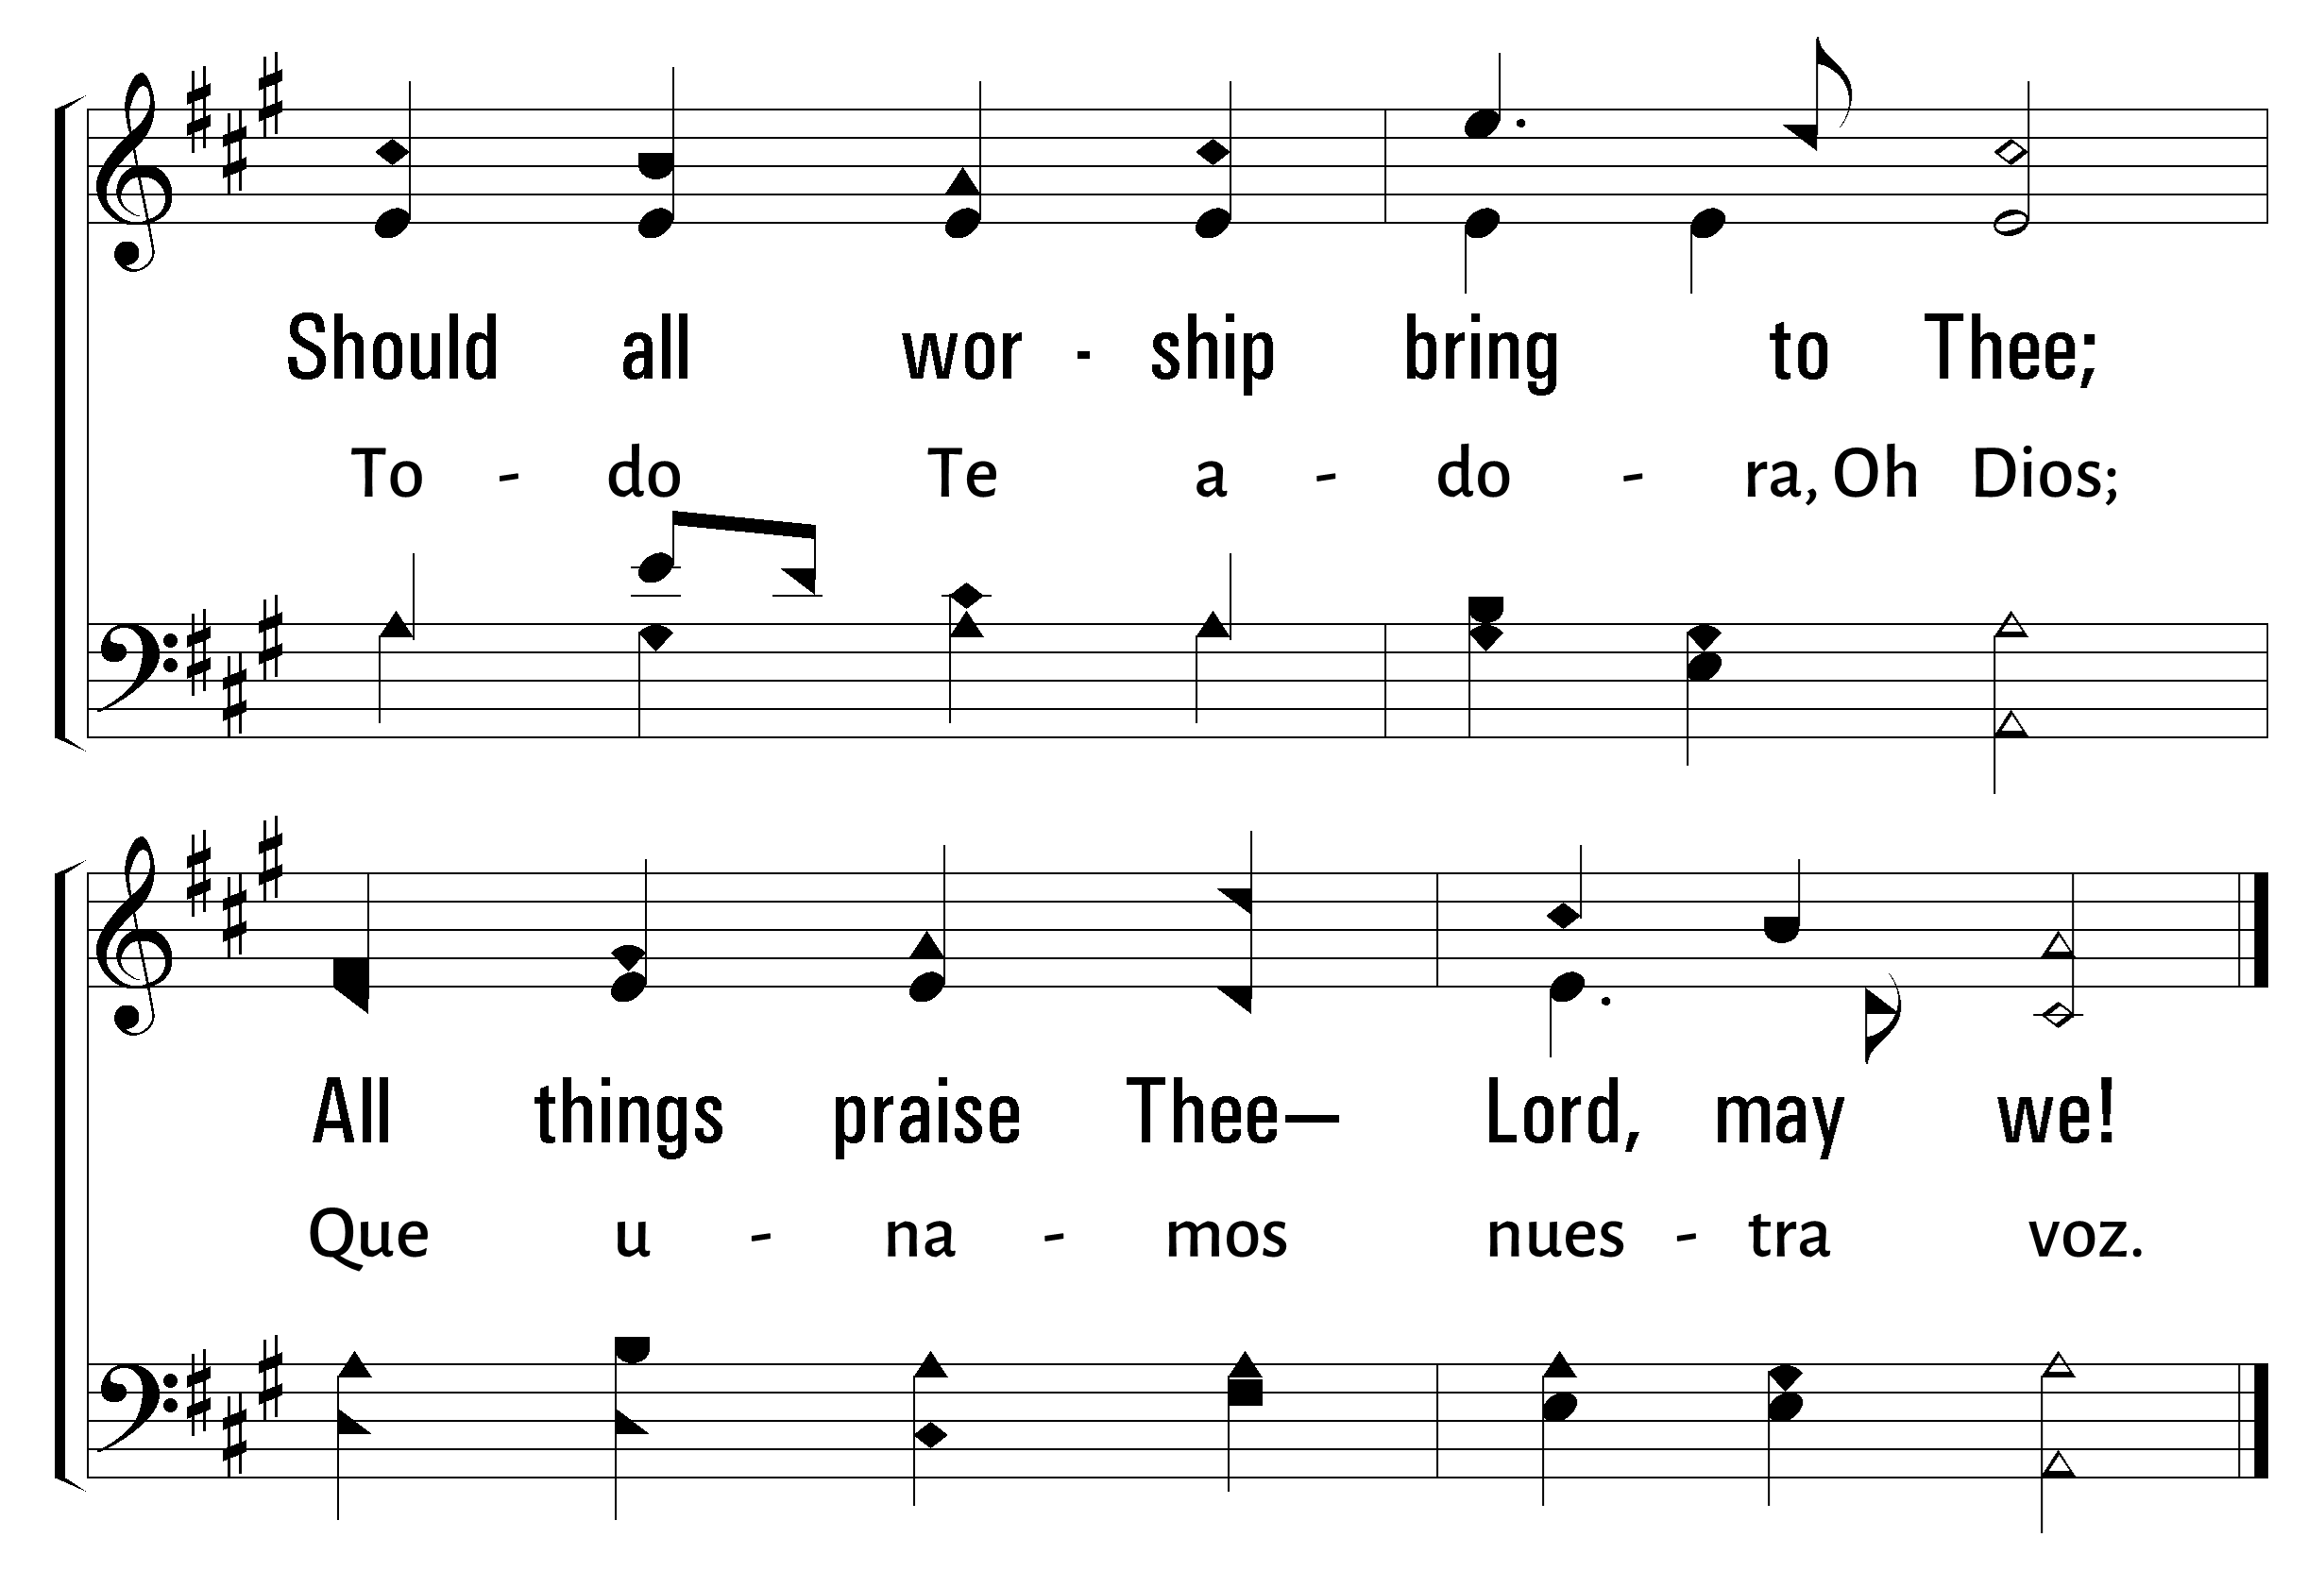 Should all wor - ship bring to Thee;
To - do Te a - do - ra, Oh Dios;
All things praise Thee— Lord, may we!
Que u - na - mos nues - tra voz.